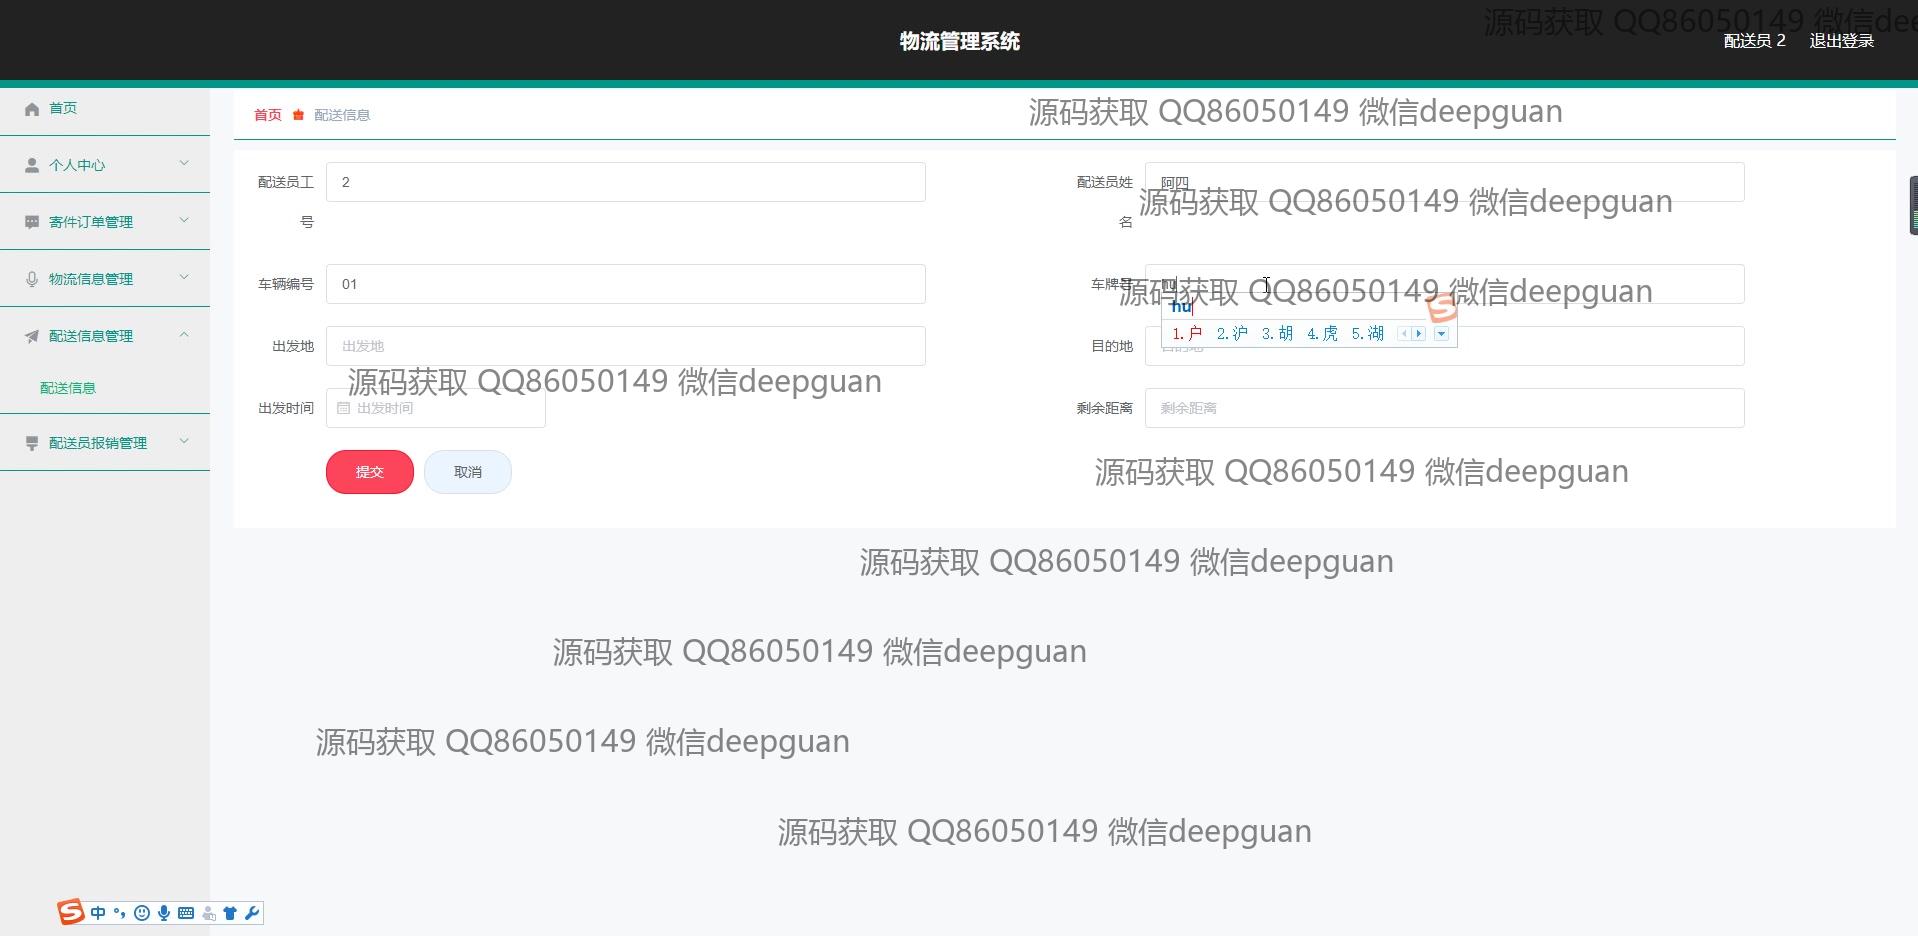 物流管理系统
源码获取 QQ86050149 微信dee
配送员 2 退出登录
首页
个人中心
寄件订单管理
物流信息管理
配送信息管理
配送信息
配送员报销管理
首页 配送信息
源码获取 QQ86050149 微信deepguan
配送员工号 2
配送员姓名 阿四
源码获取 QQ86050149 微信deepguan
车辆编号 01
车牌号 hu
源码获取 QQ86050149 微信deepguan
hu
1.户 2.沪 3.胡 4.虎 5.湖
出发地 出发地
目的地 目的地
源码获取 QQ86050149 微信deepguan
出发时间 出发时间
剩余距离 剩余距离
提交 取消
源码获取 QQ86050149 微信deepguan
源码获取 QQ86050149 微信deepguan
源码获取 QQ86050149 微信deepguan
源码获取 QQ86050149 微信deepguan
源码获取 QQ86050149 微信deepguan
中